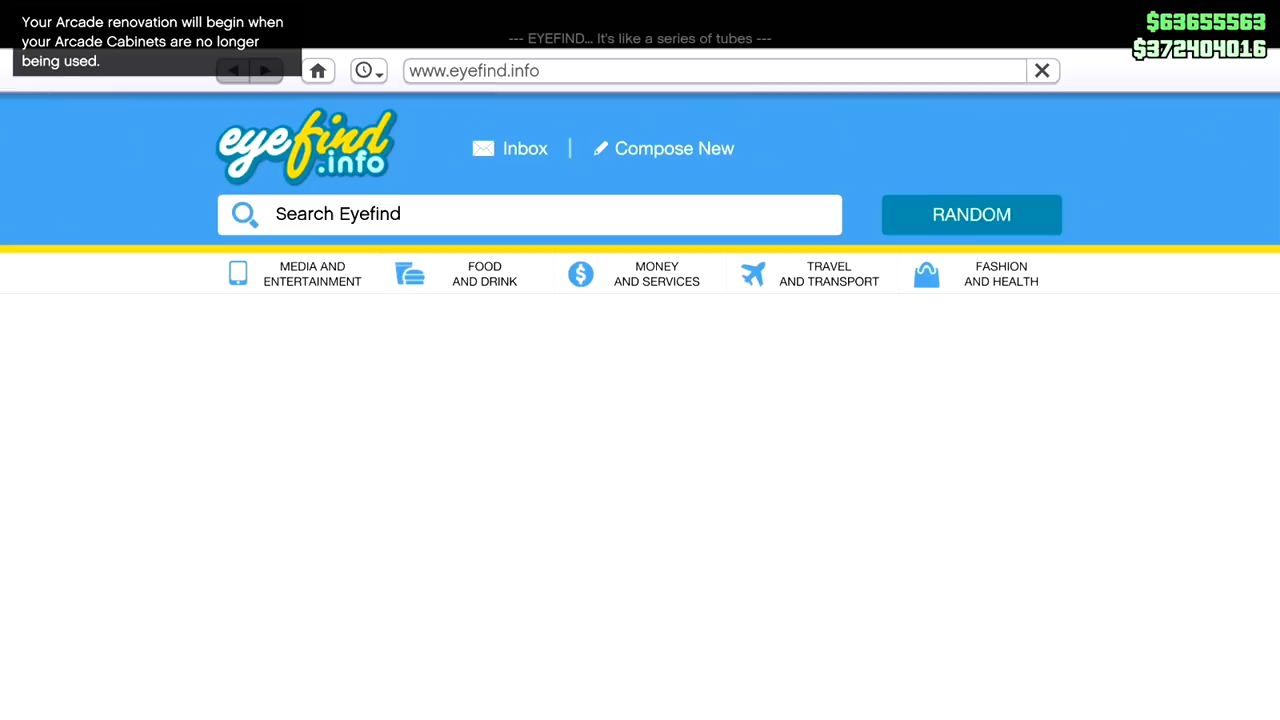 Your Arcade renovation will begin when
your Arcade Cabinets are no longer
being used.
$63655563
$372404016
--- EYEFIND... It's like a series of tubes ---
www.eyefind.info
eyefind
.info
Inbox
Compose New
Search Eyefind
RANDOM
MEDIA AND
ENTERTAINMENT
FOOD
AND DRINK
MONEY
AND SERVICES
TRAVEL
AND TRANSPORT
FASHION
AND HEALTH